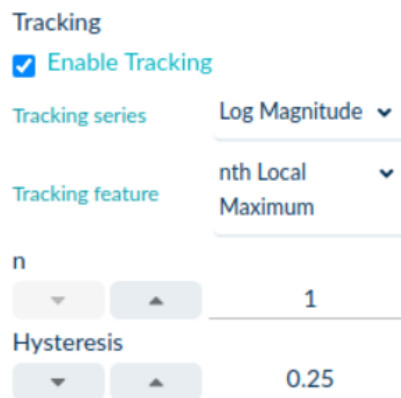 Tracking
Enable Tracking
Tracking series Log Magnitude
Tracking feature nth Local
Maximum
n
1
Hysteresis
0.25